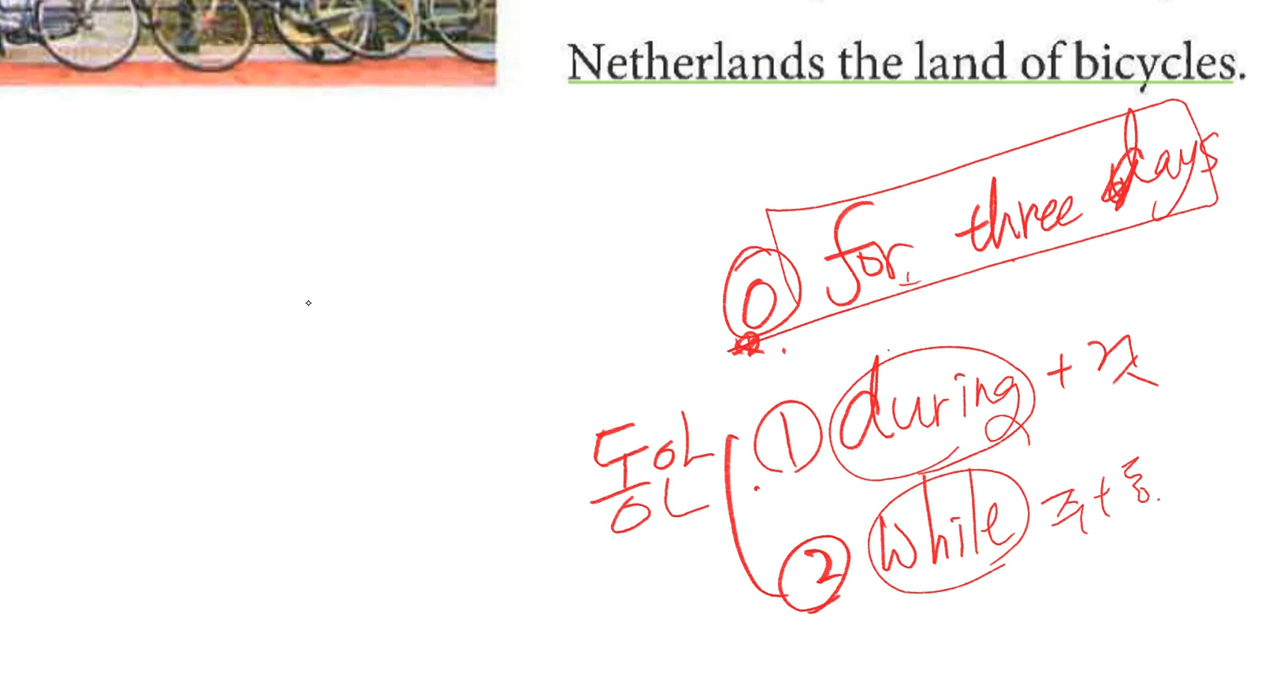 Netherlands the land of bicycles.
⓪ for three days
동안 ① during + 것
② while 주+동.